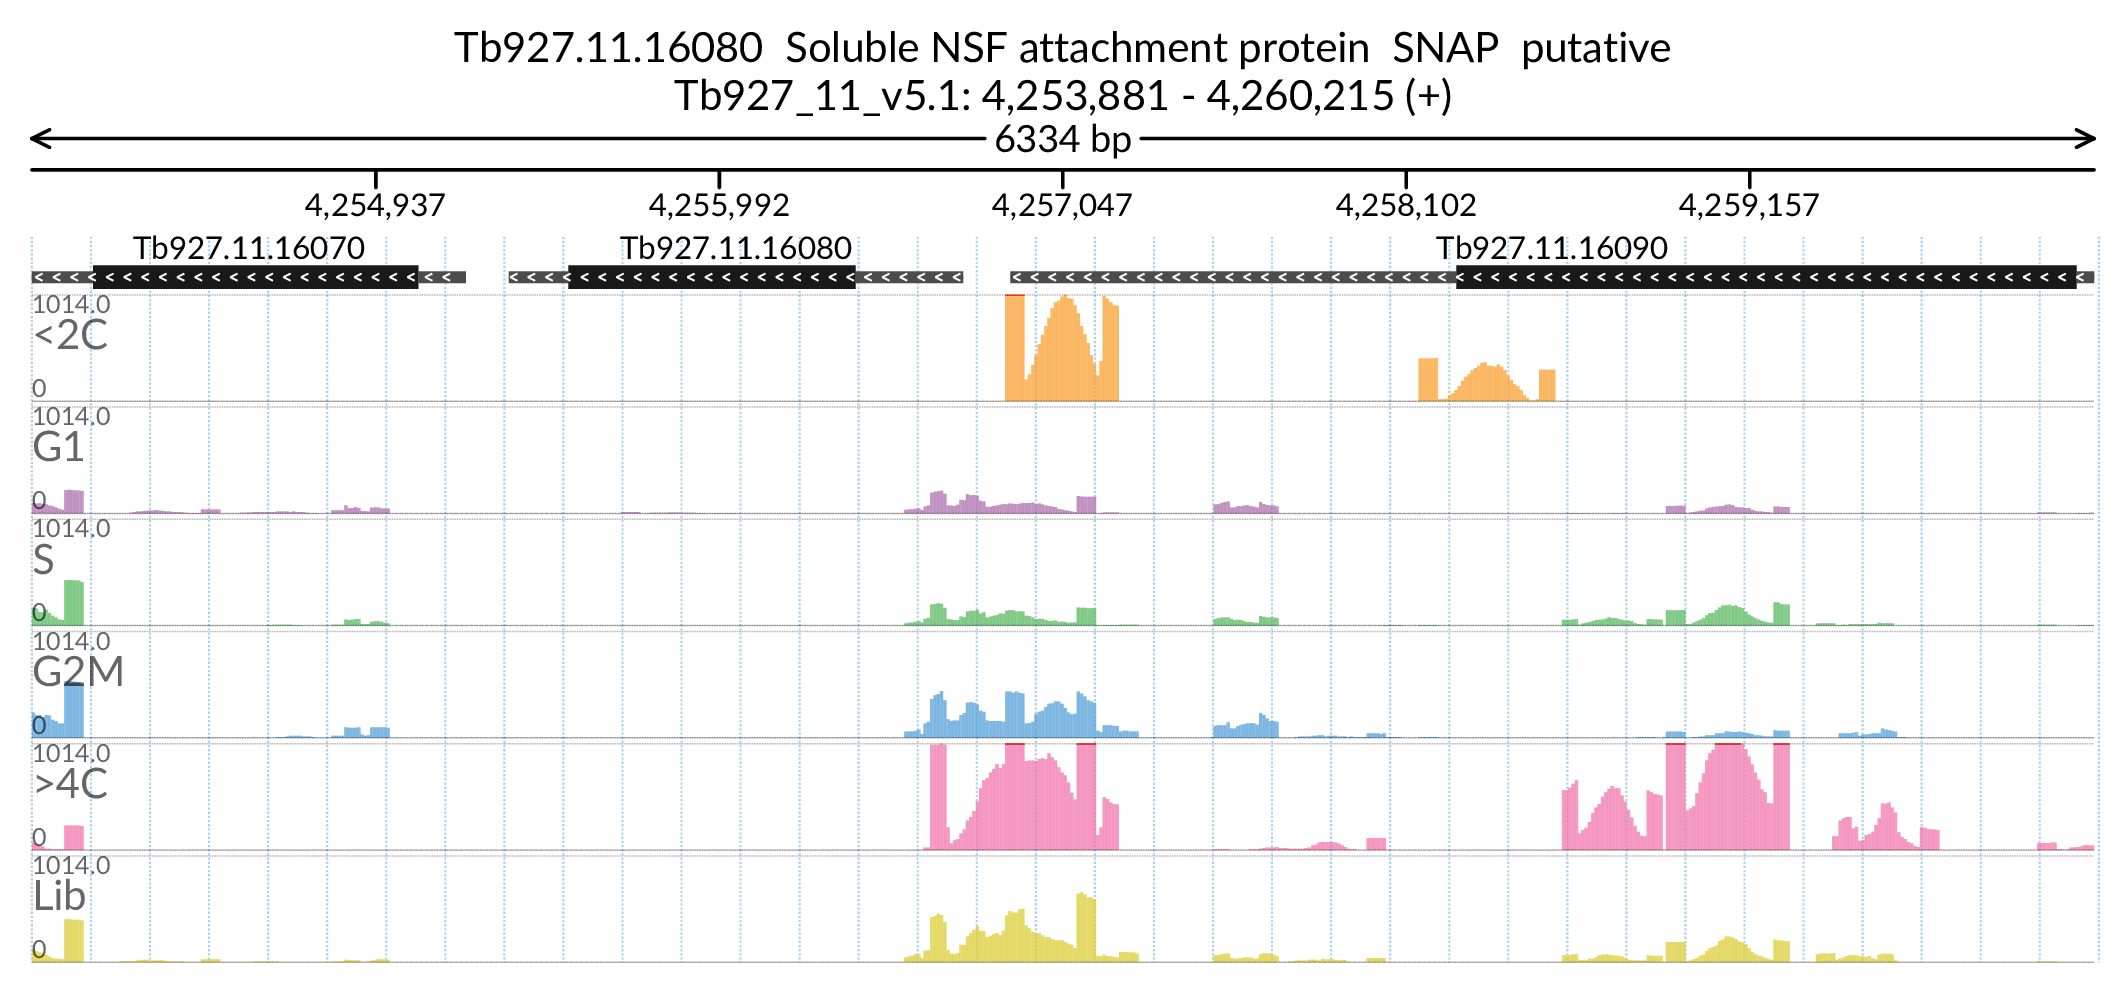 Tb927.11.16080  Soluble NSF attachment protein  SNAP  putative
Tb927_11_v5.1: 4,253,881 - 4,260,215 (+)
6334 bp
4,254,937 4,255,992 4,257,047 4,258,102 4,259,157
Tb927.11.16070 Tb927.11.16080 Tb927.11.16090
1014.0
<2C
0
1014.0
G1
0
1014.0
S
0
1014.0
G2M
0
1014.0
>4C
0
1014.0
Lib
0